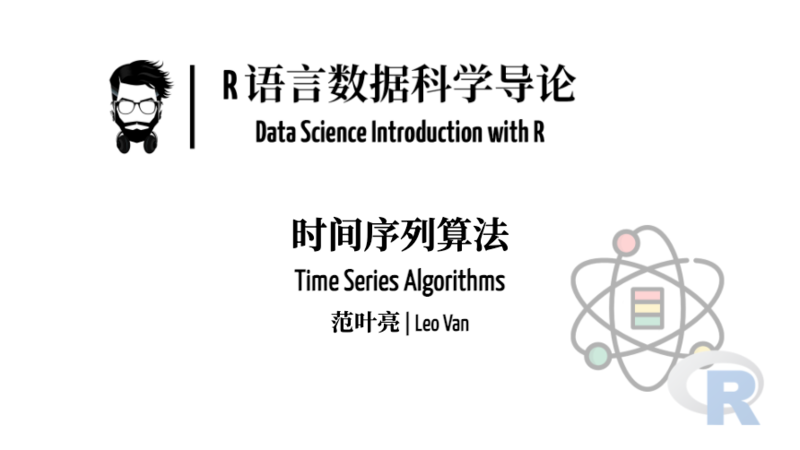 R 语言数据科学导论
Data Science Introduction with R
时间序列算法
Time Series Algorithms
范叶亮 | Leo Van
R